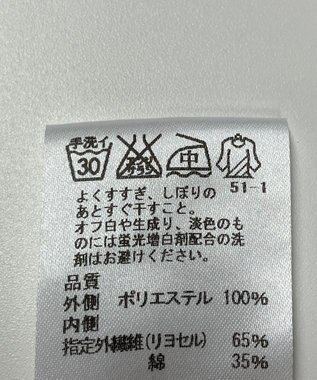 手洗イ
30 エンソサラシ 中
51-1
よくすすぎ、しぼりの
あとすぐ干すこと。
オフ白や生成り、淡色のも
のには蛍光増白剤配合の洗
剤はお避けください。
品質
外側 ポリエステル 100%
内側
指定外繊維(リヨセル) 65%
綿 35%